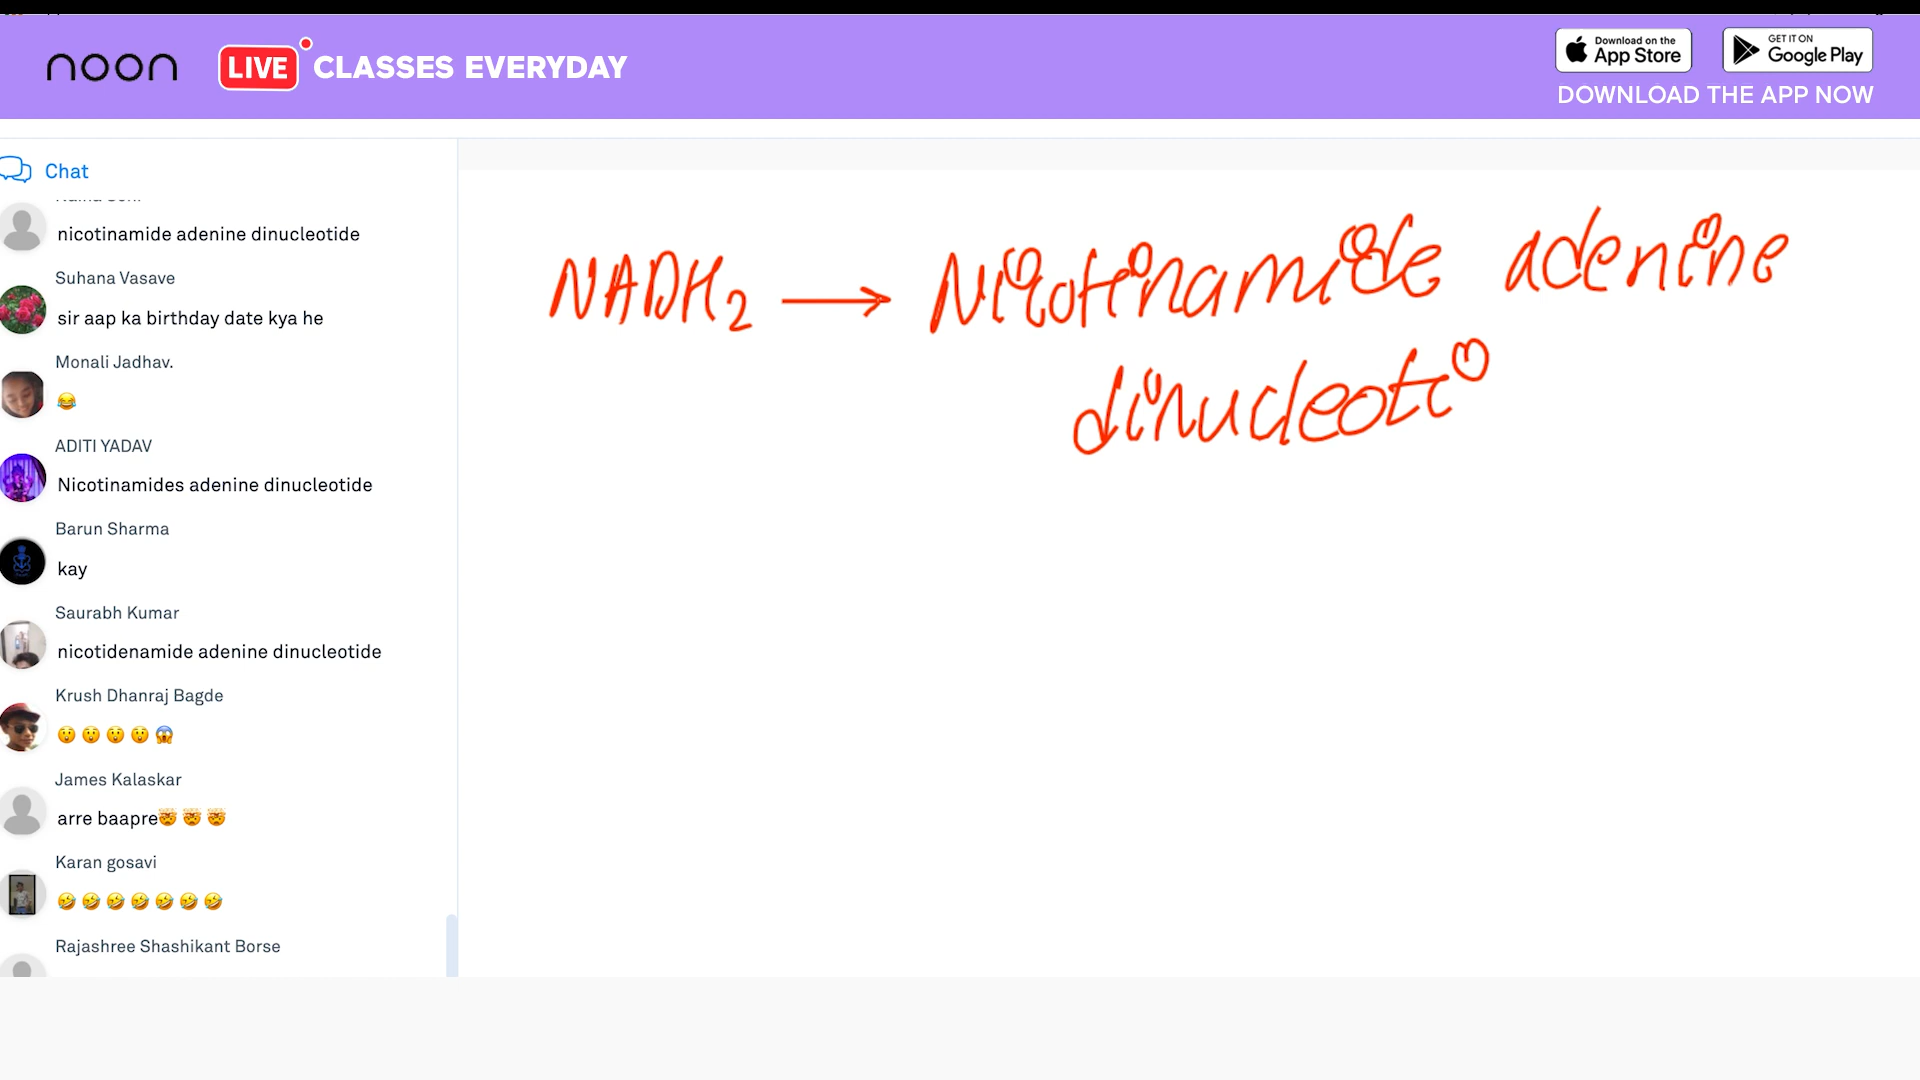 noon LIVE CLASSES EVERYDAY
Download on the App Store
GET IT ON Google Play
DOWNLOAD THE APP NOW
Chat
nicotinamide adenine dinucleotide
Suhana Vasave
sir aap ka birthday date kya he
Monali Jadhav.
😂
ADITI YADAV
Nicotinamides adenine dinucleotide
Barun Sharma
kay
Saurabh Kumar
nicotidenamide adenine dinucleotide
Krush Dhanraj Bagde
😲 😲 😲 😲 😱
James Kalaskar
arre baapre🤯 🤯 🤯
Karan gosavi
🤣 🤣 🤣 🤣 🤣 🤣 🤣
Rajashree Shashikant Borse
NADH₂ → Nicotinamide adenine
dinucleoti